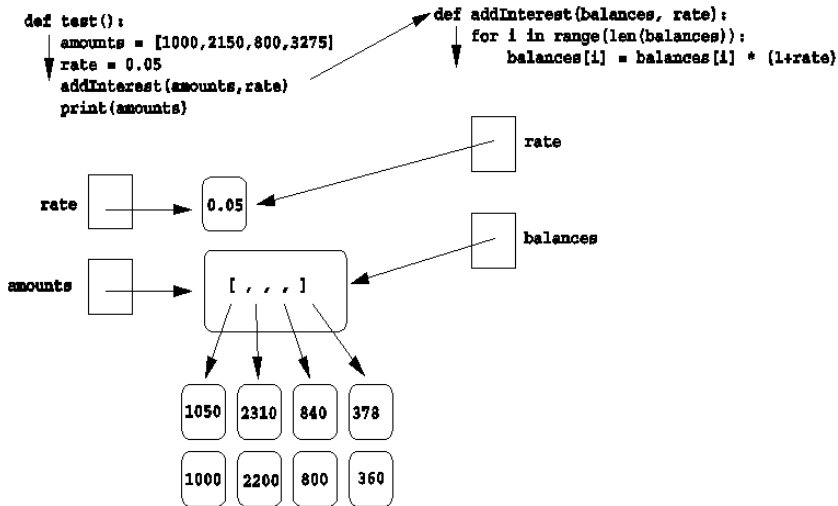 def test():
amounts = [1000,2150,800,3275]
rate = 0.05
addInterest(amounts,rate)
print(amounts)
def addInterest(balances, rate):
for i in range(len(balances)):
balances[i] = balances[i] * (1+rate)
rate
rate
0.05
balances
amounts
[ , , , ]
1050 2310 840 378
1000 2200 800 360